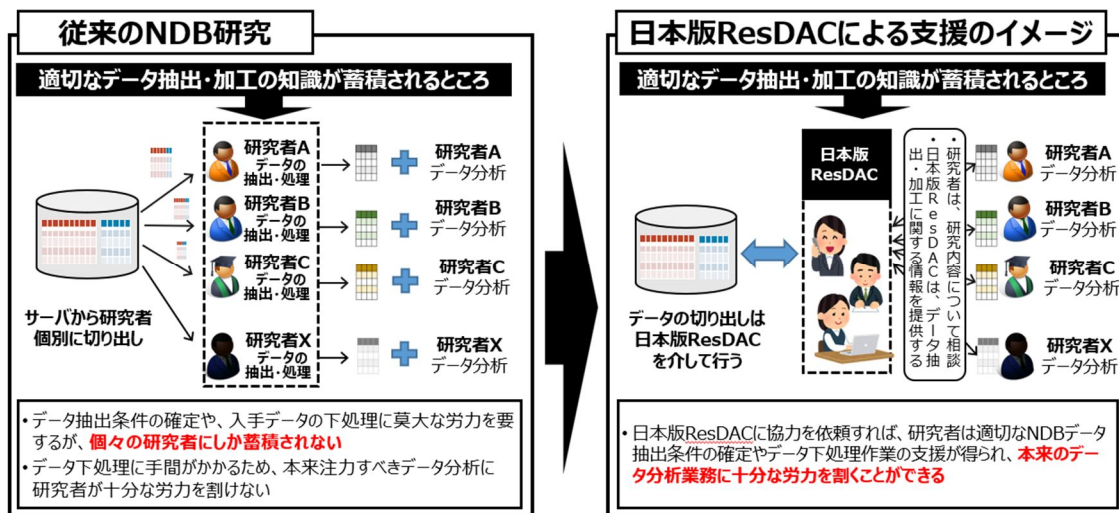 従来のNDB研究
適切なデータ抽出・加工の知識が蓄積されるところ
研究者A
データの
抽出・処理
研究者A
データ分析
研究者B
データの
抽出・処理
研究者B
データ分析
研究者C
データの
抽出・処理
研究者C
データ分析
研究者X
データの
抽出・処理
研究者X
データ分析
サーバから研究者
個別に切り出し
・データ抽出条件の確定や、入手データの下処理に莫大な労力を要
するが、個々の研究者にしか蓄積されない
・データ下処理に手間がかかるため、本来注力すべきデータ分析に
研究者が十分な労力を割けない
日本版ResDACによる支援のイメージ
適切なデータ抽出・加工の知識が蓄積されるところ
日本版
ResDAC
データの切り出しは
日本版ResDAC
を介して行う
・研究者は、研究内容について相談
・日本版ResDACは、データ抽
出・加工に関する情報を提供する
研究者A
データ分析
研究者B
データ分析
研究者C
データ分析
研究者X
データ分析
・日本版ResDACに協力を依頼すれば、研究者は適切なNDBデータ
抽出条件の確定やデータ下処理作業の支援が得られ、本来のデー
タ分析業務に十分な労力を割くことができる